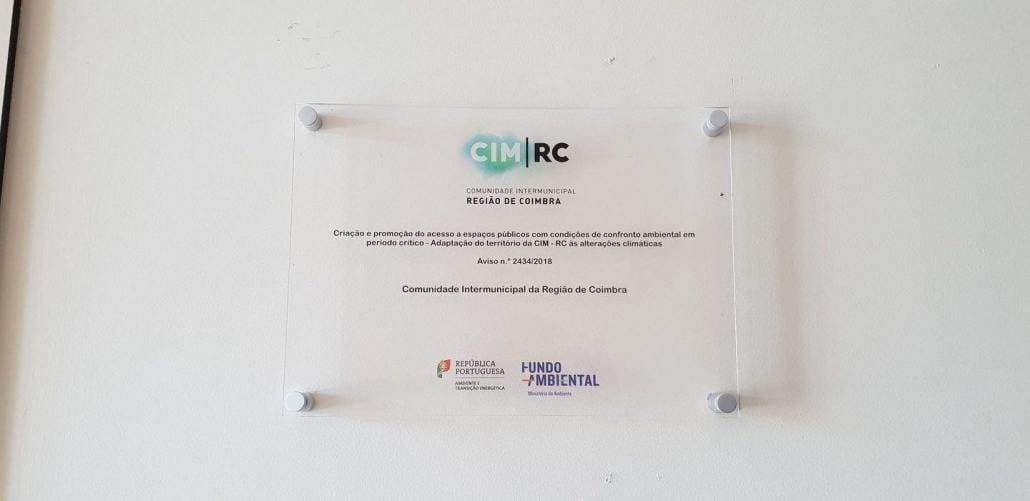 CIM|RC
COMUNIDADE INTERMUNICIPAL
REGIÃO DE COIMBRA
Criação e promoção do acesso a espaços públicos com condições de confronto ambiental em
período crítico - Adaptação do território da CIM - RC às alterações climáticas
Aviso n.º 2434/2018
Comunidade Intermunicipal da Região de Coimbra
REPÚBLICA
PORTUGUESA
AMBIENTE E
TRANSIÇÃO ENERGÉTICA
FUNDO
AMBIENTAL
Ministério do Ambiente